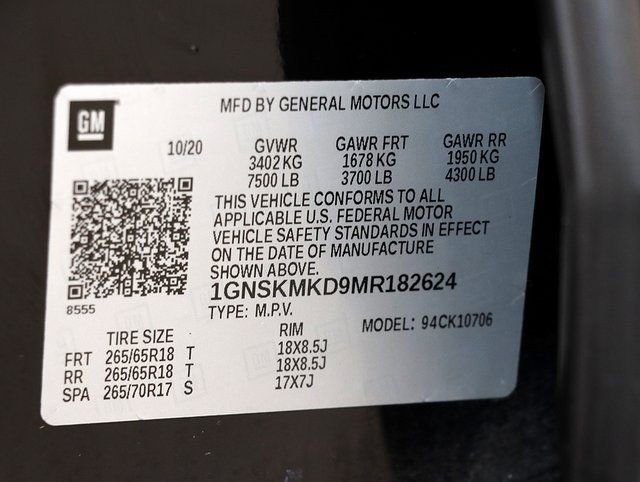 GM
MFD BY GENERAL MOTORS LLC
10/20 GVWR GAWR FRT GAWR RR
3402 KG 1678 KG 1950 KG
7500 LB 3700 LB 4300 LB
THIS VEHICLE CONFORMS TO ALL
APPLICABLE U.S. FEDERAL MOTOR
VEHICLE SAFETY STANDARDS IN EFFECT
ON THE DATE OF MANUFACTURE
SHOWN ABOVE.
1GNSKMKD9MR182624
8555
TYPE: M.P.V.
TIRE SIZE RIM MODEL: 94CK10706
FRT 265/65R18 T 18X8.5J
RR 265/65R18 T 18X8.5J
SPA 265/70R17 S 17X7J